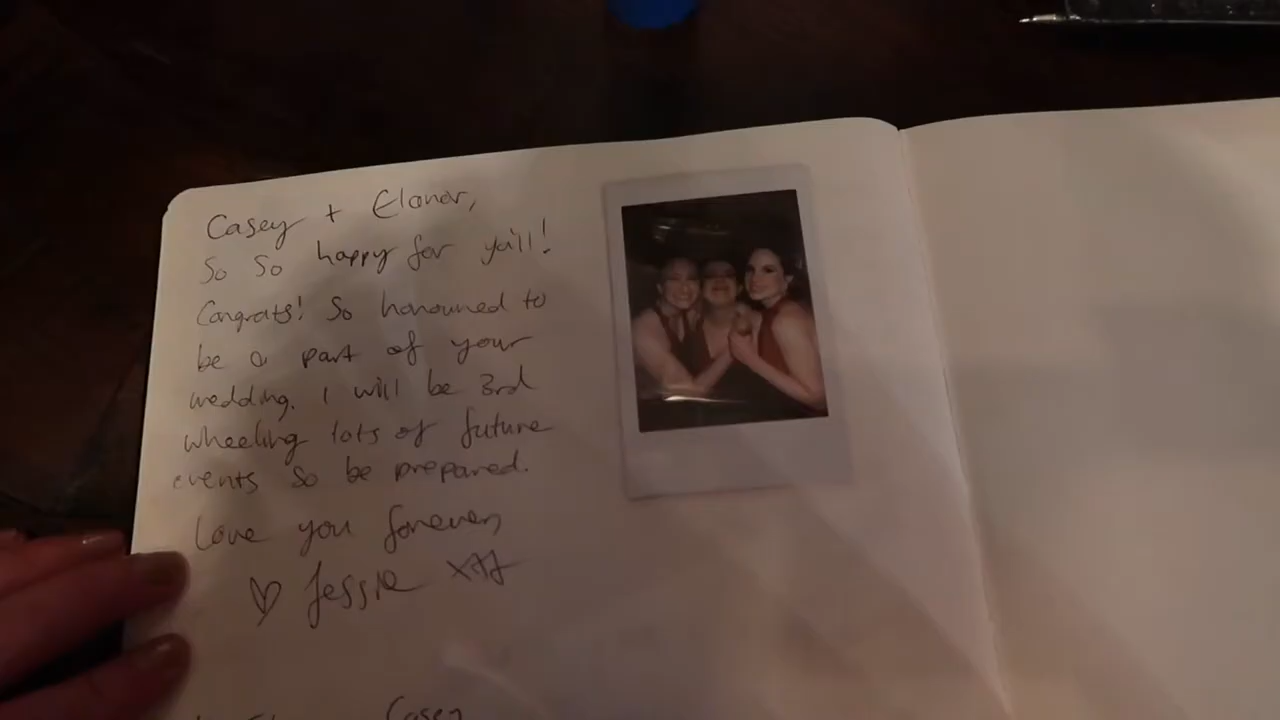 Casey + Elanor,
So So happy for ya'll!
Congrats! So honoured to
be a part of your
wedding. I will be 3rd
wheeling lots of future
events so be prepared.
Love you forever,
♡ Jessie
Casey